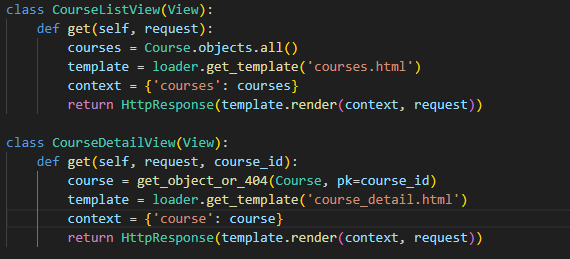 class CourseListView(View):
    def get(self, request):
        courses = Course.objects.all()
        template = loader.get_template('courses.html')
        context = {'courses': courses}
        return HttpResponse(template.render(context, request))

class CourseDetailView(View):
    def get(self, request, course_id):
        course = get_object_or_404(Course, pk=course_id)
        template = loader.get_template('course_detail.html')
        context = {'course': course}
        return HttpResponse(template.render(context, request))